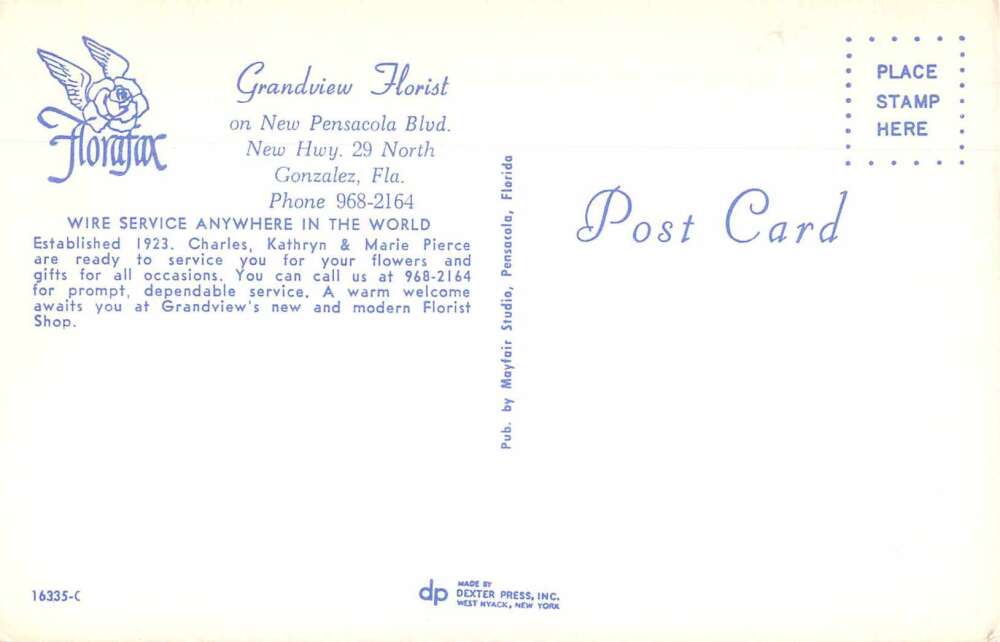 Florafax
Grandview Florist
on New Pensacola Blvd.
New Hwy. 29 North
Gonzalez, Fla.
Phone 968-2164
WIRE SERVICE ANYWHERE IN THE WORLD
Established 1923. Charles, Kathryn & Marie Pierce
are ready to service you for your flowers and
gifts for all occasions. You can call us at 968-2164
for prompt, dependable service. A warm welcome
awaits you at Grandview's new and modern Florist
Shop.
16335-C
Pub. by Mayfair Studio, Pensacola, Florida
dp
MADE BY
DEXTER PRESS, INC.
WEST NYACK, NEW YORK
PLACE
STAMP
HERE
Post Card